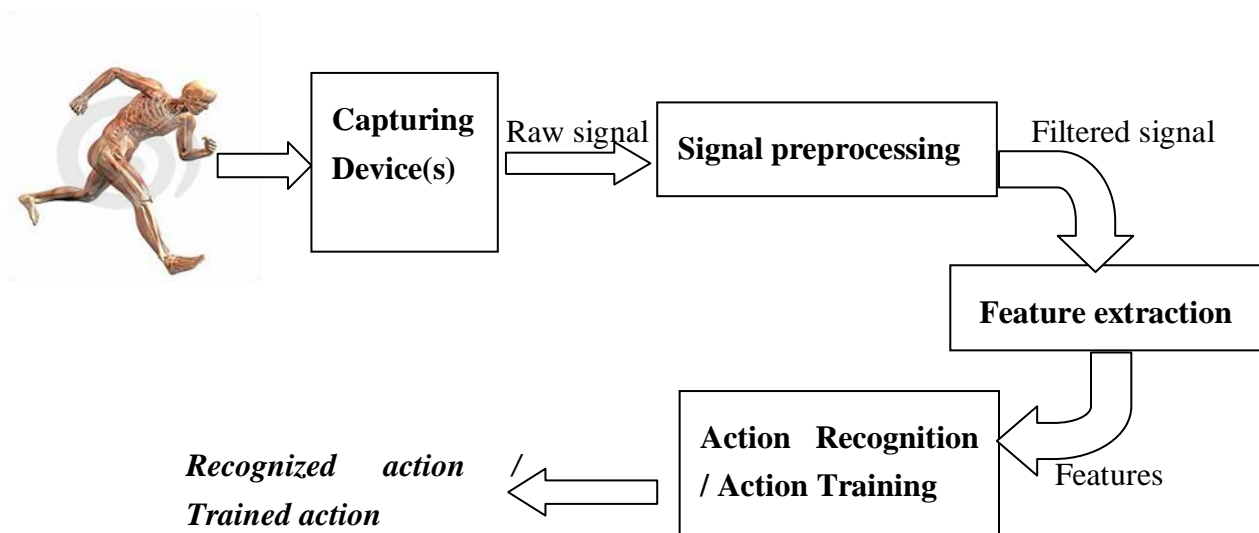 Capturing
Device(s)
Raw signal
Signal preprocessing
Filtered signal
Feature extraction
Features
Action Recognition
/ Action Training
Recognized action /
Trained action